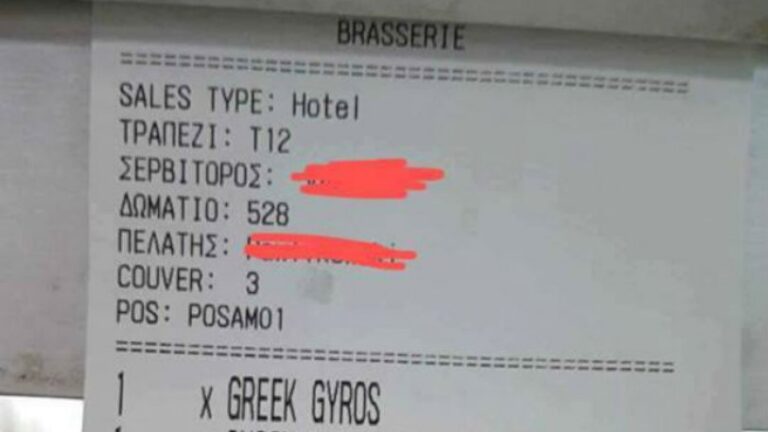 BRASSERIE
SALES TYPE: Hotel
ΤΡΑΠΕΖΙ: T12
ΣΕΡΒΙΤΟΡΟΣ:
ΔΩΜΑΤΙΟ: 528
ΠΕΛΑΤΗΣ:
COUVER: 3
POS: POSAM01
1 x GREEK GYROS